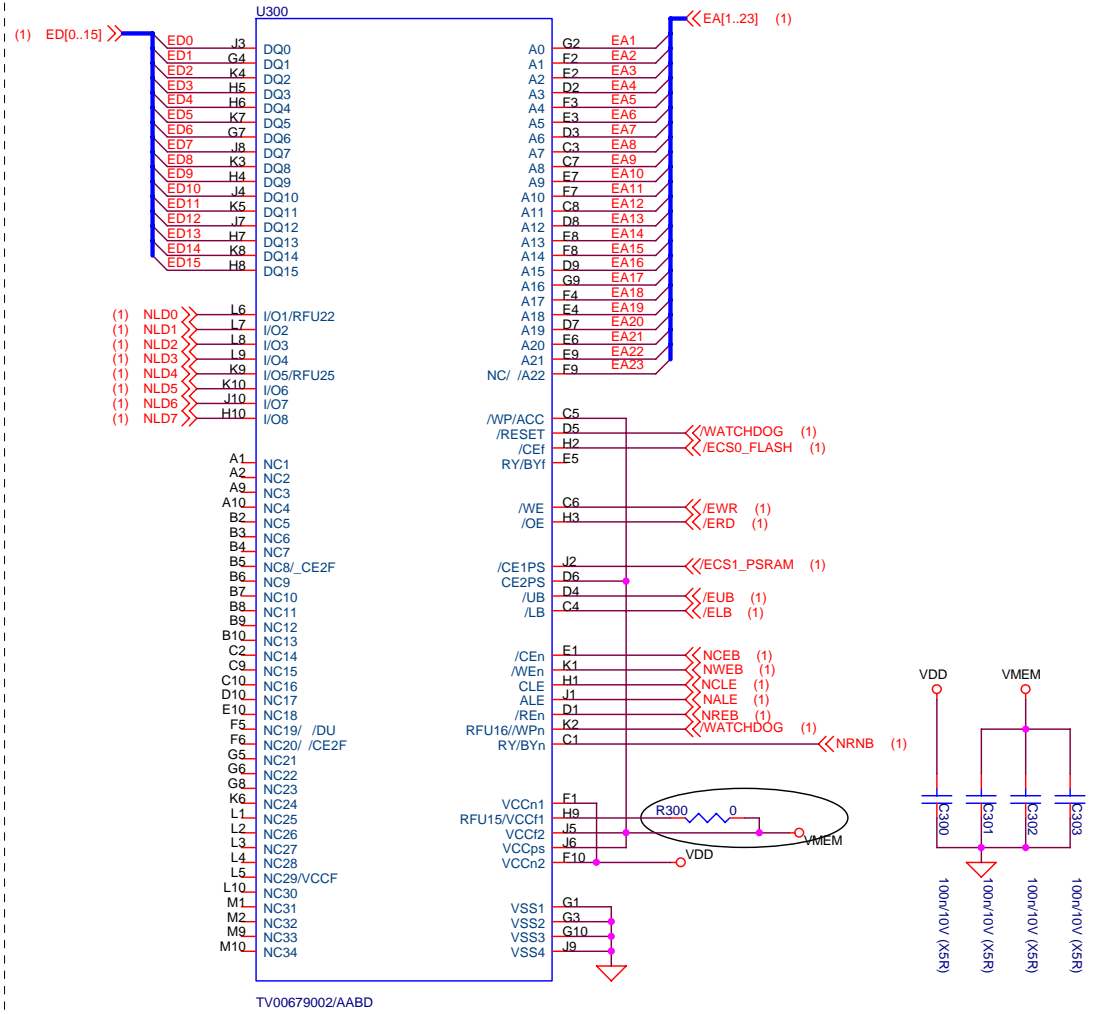 U300
(1) ED[0..15]
EA[1..23] (1)
ED0 J3 DQ0
ED1 G4 DQ1
ED2 K4 DQ2
ED3 H5 DQ3
ED4 H6 DQ4
ED5 K7 DQ5
ED6 G7 DQ6
ED7 J8 DQ7
ED8 K3 DQ8
ED9 H4 DQ9
ED10 J4 DQ10
ED11 K5 DQ11
ED12 J7 DQ12
ED13 H7 DQ13
ED14 K8 DQ14
ED15 H8 DQ15
A0 G2 EA1
A1 F2 EA2
A2 E2 EA3
A3 D2 EA4
A4 F3 EA5
A5 E3 EA6
A6 D3 EA7
A7 C3 EA8
A8 C7 EA9
A9 E7 EA10
A10 F7 EA11
A11 C8 EA12
A12 D8 EA13
A13 E8 EA14
A14 F8 EA15
A15 D9 EA16
A16 G9 EA17
A17 F4 EA18
A18 E4 EA19
A19 D7 EA20
A20 E6 EA21
A21 E9 EA22
NC/ /A22 F9 EA23
(1) NLD0 L6 I/O1/RFU22
(1) NLD1 L7 I/O2
(1) NLD2 L8 I/O3
(1) NLD3 L9 I/O4
(1) NLD4 K9 I/O5/RFU25
(1) NLD5 K10 I/O6
(1) NLD6 J10 I/O7
(1) NLD7 H10 I/O8
/WP/ACC C5
/RESET D5 /WATCHDOG (1)
/CEf H2 /ECS0_FLASH (1)
RY/BYf E5
/WE C6 /EWR (1)
/OE H3 /ERD (1)
/CE1PS J2 /ECS1_PSRAM (1)
CE2PS D6
/UB D4 /EUB (1)
/LB C4 /ELB (1)
/CEn E1 NCEB (1)
/WEn K1 NWEB (1)
CLE H1 NCLE (1)
ALE J1 NALE (1)
/REn D1 NREB (1)
RFU16//WPn K2 /WATCHDOG (1)
RY/BYn C1 NRNB (1)
VCCn1 F1
RFU15/VCCf1 H9 R300 0
VCCf2 J5 VMEM
VCCps J6
VCCn2 F10 VDD
VSS1 G1
VSS2 G3
VSS3 G10
VSS4 J9
A1 NC1
A2 NC2
A9 NC3
A10 NC4
B2 NC5
B3 NC6
B4 NC7
B5 NC8/_CE2F
B6 NC9
B7 NC10
B8 NC11
B9 NC12
B10 NC13
C2 NC14
C9 NC15
C10 NC16
D10 NC17
E10 NC18
F5 NC19/ /DU
F6 NC20/ /CE2F
G5 NC21
G6 NC22
G8 NC23
K6 NC24
L1 NC25
L2 NC26
L3 NC27
L4 NC28
L5 NC29/VCCF
L10 NC30
M1 NC31
M2 NC32
M9 NC33
M10 NC34
TV00679002/AABD
VDD VMEM
C300 C301 C302 C303
100n/10V (X5R) 100n/10V (X5R) 100n/10V (X5R) 100n/10V (X5R)